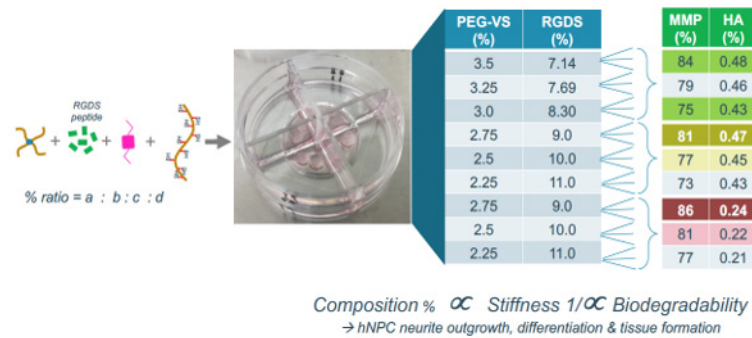 PEG-VS (%) RGDS (%)
3.5 7.14
3.25 7.69
3.0 8.30
2.75 9.0
2.5 10.0
2.25 11.0
2.75 9.0
2.5 10.0
2.25 11.0
MMP (%) HA (%)
84 0.48
79 0.46
75 0.43
81 0.47
77 0.45
73 0.43
86 0.24
81 0.22
77 0.21
RGDS
peptide
+ + +
% ratio = a : b : c : d
Composition % ∝ Stiffness 1/∝ Biodegradability
→ hNPC neurite outgrowth, differentiation & tissue formation